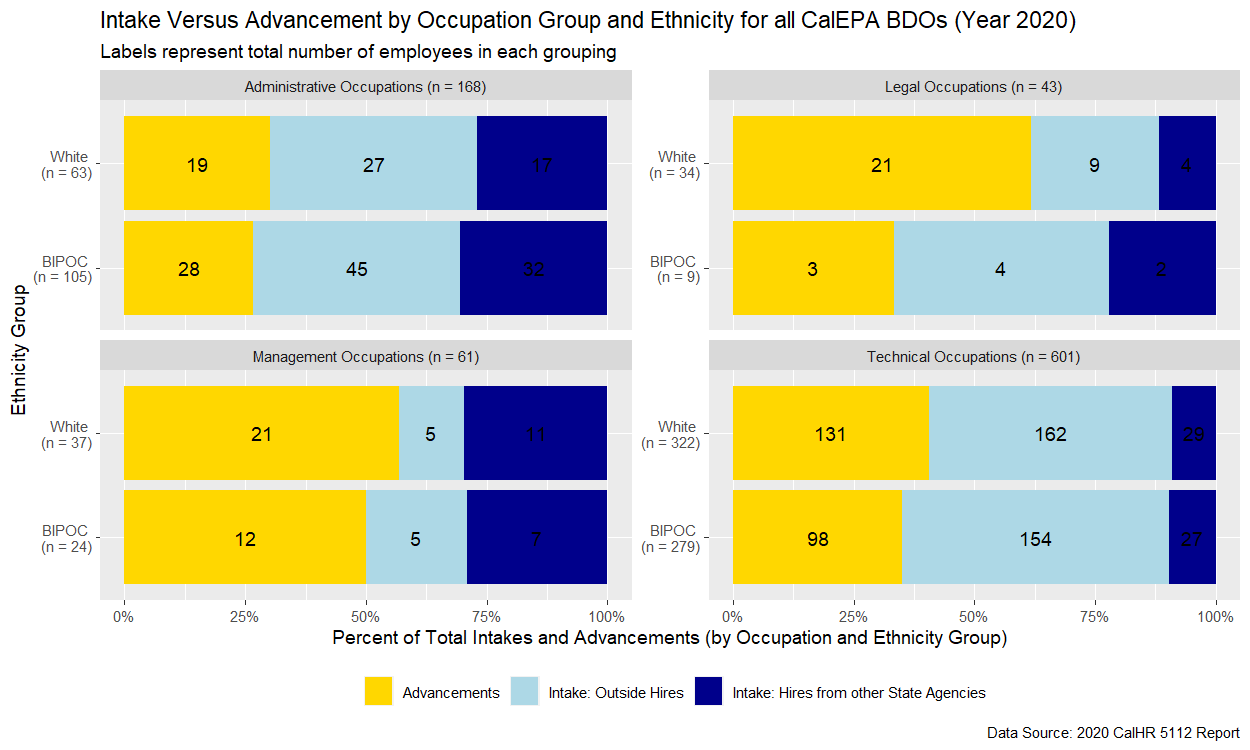 Intake Versus Advancement by Occupation Group and Ethnicity for all CalEPA BDOs (Year 2020)
Labels represent total number of employees in each grouping
Administrative Occupations (n = 168)
White
(n = 63)
19 27 17
BIPOC
(n = 105)
28 45 32
Legal Occupations (n = 43)
White
(n = 34)
21 9 4
BIPOC
(n = 9)
3 4 2
Ethnicity Group
Management Occupations (n = 61)
White
(n = 37)
21 5 11
BIPOC
(n = 24)
12 5 7
0% 25% 50% 75% 100%
Technical Occupations (n = 601)
White
(n = 322)
131 162 29
BIPOC
(n = 279)
98 154 27
0% 25% 50% 75% 100%
Percent of Total Intakes and Advancements (by Occupation and Ethnicity Group)
Advancements Intake: Outside Hires Intake: Hires from other State Agencies
Data Source: 2020 CalHR 5112 Report